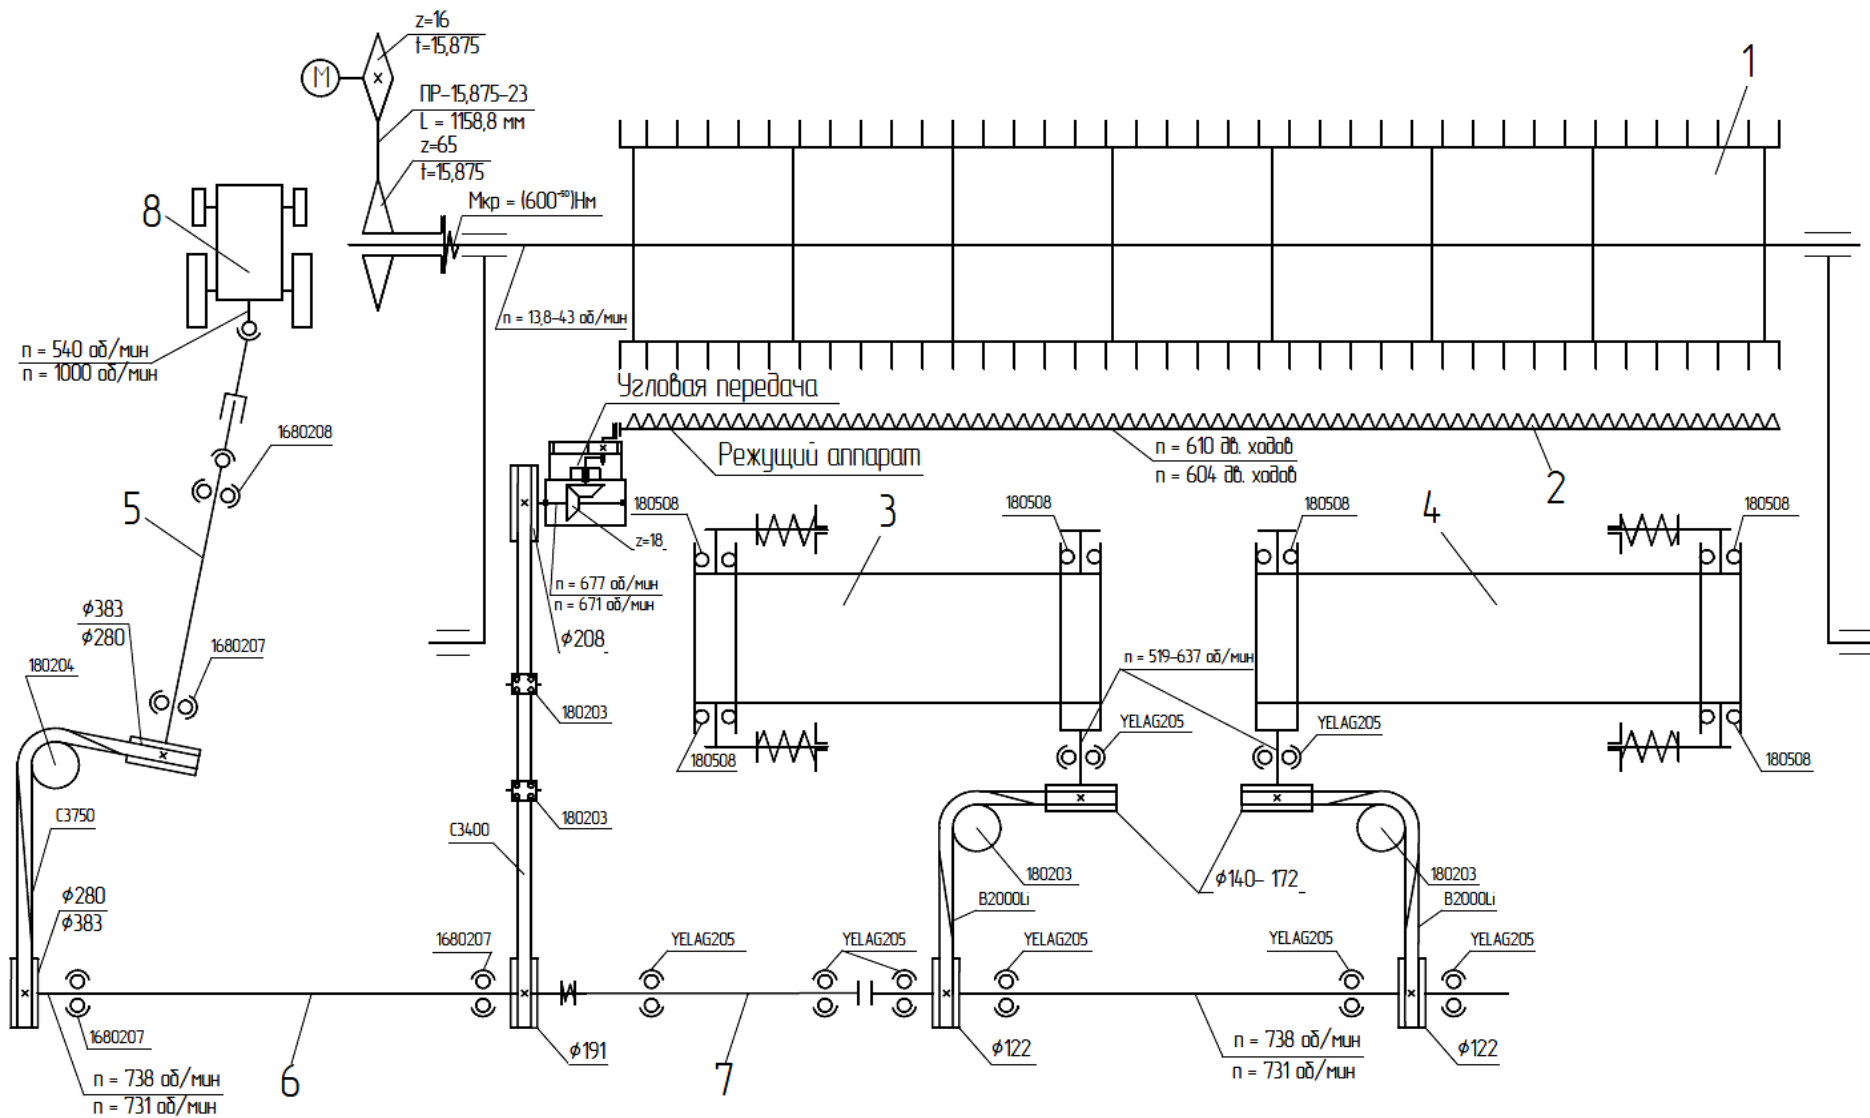 z=16
t=15,875
M
ПР-15,875-23
L = 1158,8 мм
z=65
t=15,875
Мкр = (600⁺⁵⁰)Нм
1
8
n = 13,8-43 об/мин
n = 540 об/мин
n = 1000 об/мин
Угловая передача
1680208
Режущий аппарат
n = 610 дв. ходов
n = 604 дв. ходов
2
5
180508
3
180508
180508
4
180508
z=18
n = 677 об/мин
n = 671 об/мин
ϕ383
ϕ280
ϕ208
1680207
180204
n = 519-637 об/мин
180203
YELAG205
YELAG205
180508
180508
C3750
C3400
180203
180203
ϕ140- 172
180203
B2000Li
B2000Li
ϕ280
ϕ383
1680207
YELAG205
YELAG205
YELAG205
YELAG205
YELAG205
1680207
ϕ191
ϕ122
n = 738 об/мин
n = 731 об/мин
ϕ122
n = 738 об/мин
n = 731 об/мин
6
7